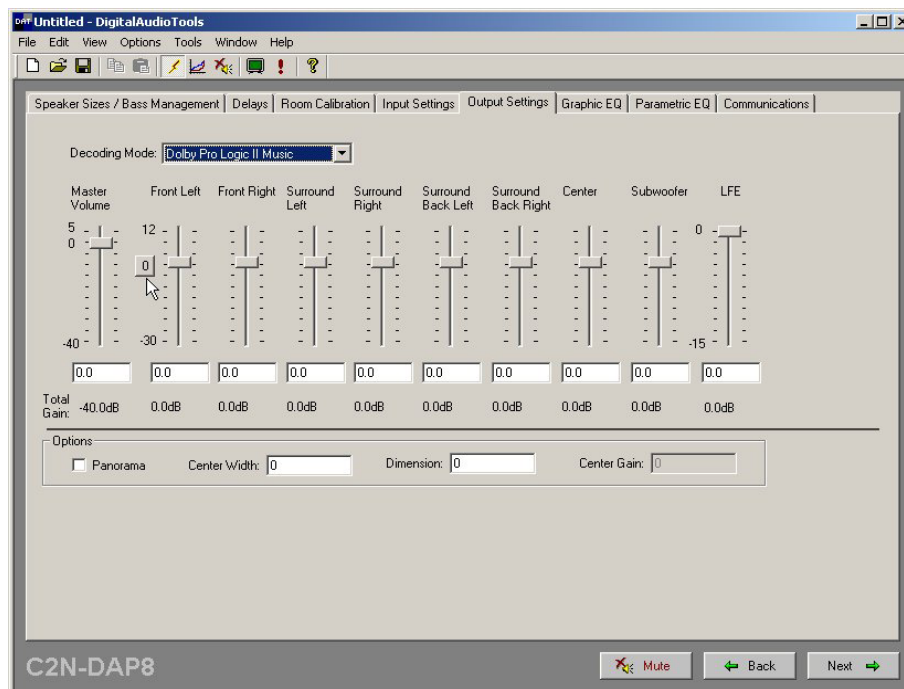 DAT Untitled - DigitalAudioTools
File Edit View Options Tools Window Help
Speaker Sizes / Bass Management Delays Room Calibration Input Settings Output Settings Graphic EQ Parametric EQ Communications
Decoding Mode: Dolby Pro Logic II Music
Master Volume Front Left Front Right Surround Left Surround Right Surround Back Left Surround Back Right Center Subwoofer LFE
5 12 0
0
0
-40 -30 -15
0.0 0.0 0.0 0.0 0.0 0.0 0.0 0.0 0.0 0.0
Total Gain: -40.0dB 0.0dB 0.0dB 0.0dB 0.0dB 0.0dB 0.0dB 0.0dB 0.0dB 0.0dB
Options
Panorama Center Width: 0 Dimension: 0 Center Gain: 0
C2N-DAP8 Mute Back Next